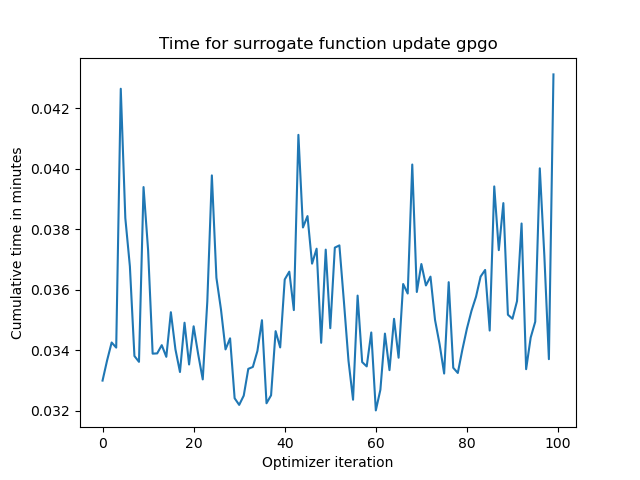 Time for surrogate function update gpgo
Cumulative time in minutes
0.042
0.040
0.038
0.036
0.034
0.032
0 20 40 60 80 100
Optimizer iteration